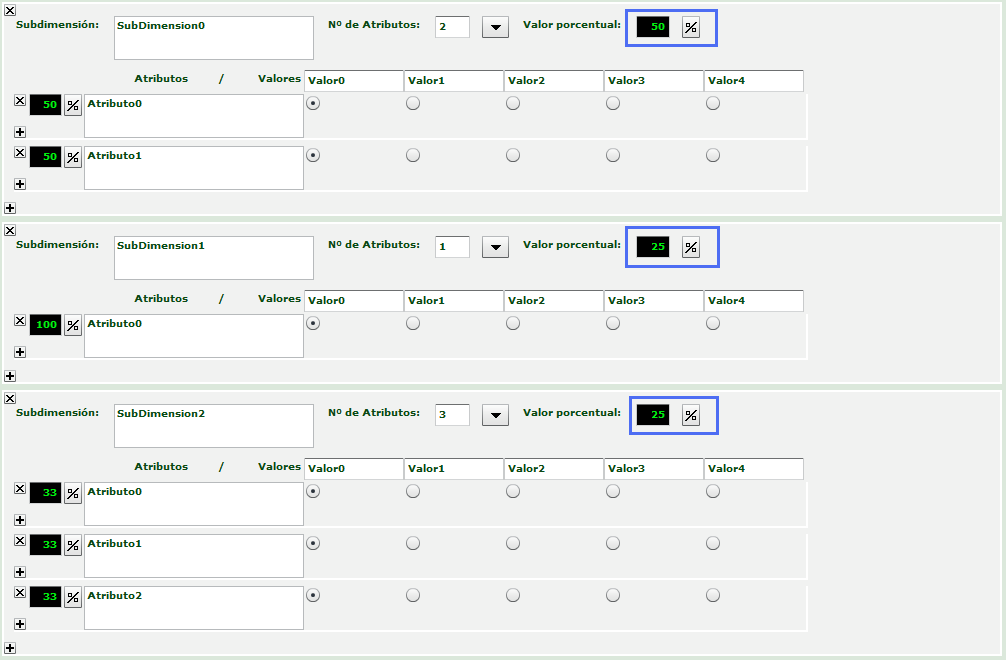 Subdimensión: SubDimension0 Nº de Atributos: 2 Valor porcentual: 50 %
Atributos / Valores Valor0 Valor1 Valor2 Valor3 Valor4
50 % Atributo0
50 % Atributo1
Subdimensión: SubDimension1 Nº de Atributos: 1 Valor porcentual: 25 %
Atributos / Valores Valor0 Valor1 Valor2 Valor3 Valor4
100 % Atributo0
Subdimensión: SubDimension2 Nº de Atributos: 3 Valor porcentual: 25 %
Atributos / Valores Valor0 Valor1 Valor2 Valor3 Valor4
33 % Atributo0
33 % Atributo1
33 % Atributo2